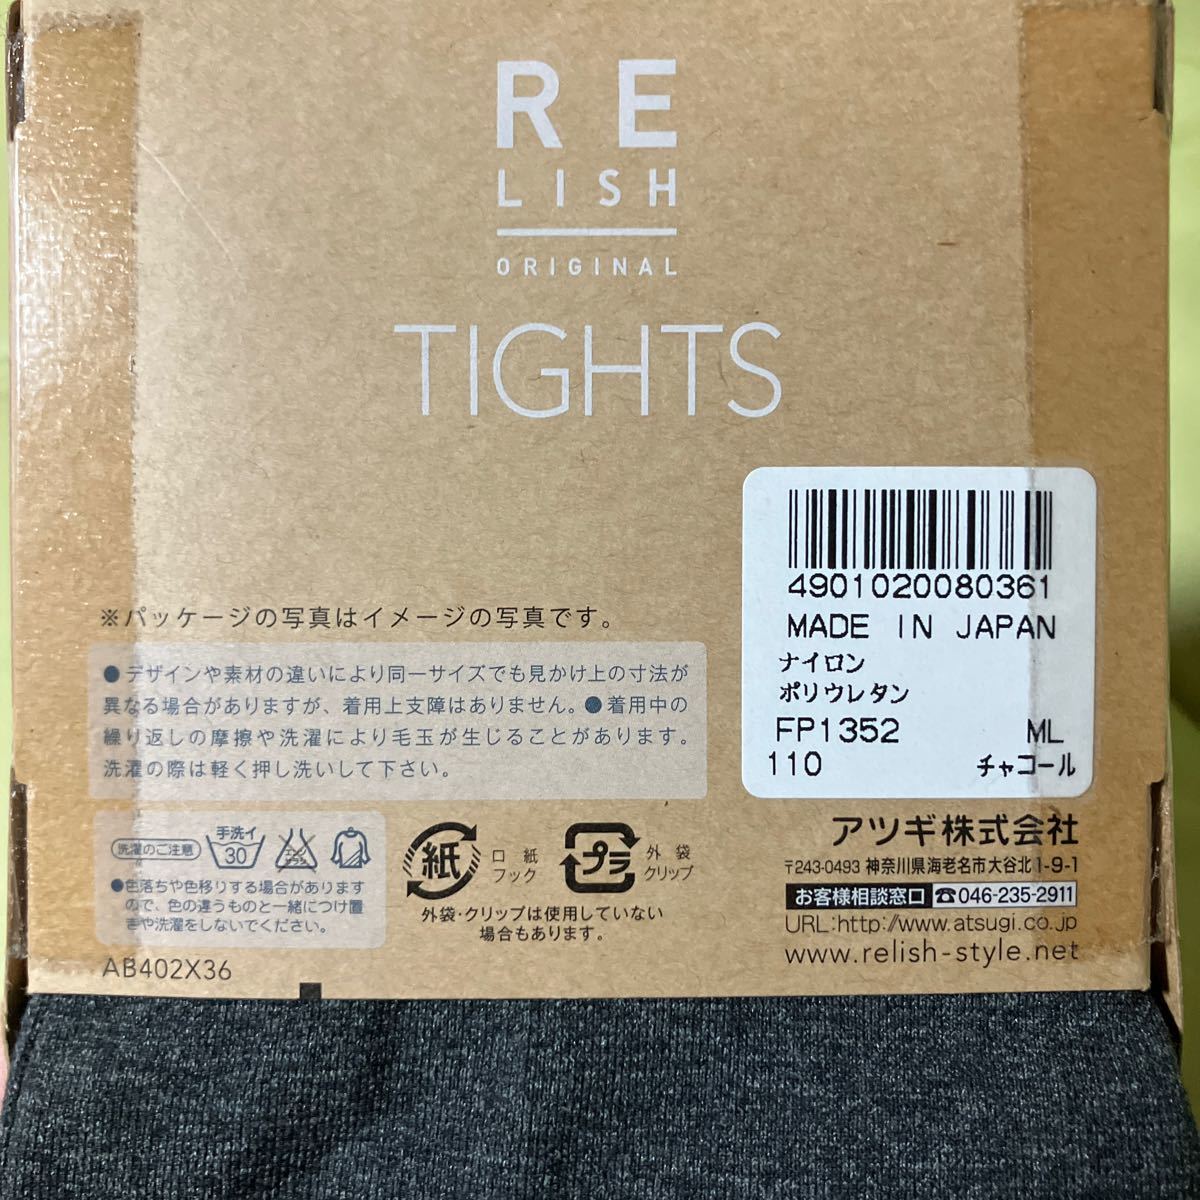 RE
LISH
ORIGINAL
TIGHTS
4901020080361
MADE IN JAPAN
ナイロン
ポリウレタン
FP1352 ML
110 チャコール
※パッケージの写真はイメージの写真です。
●デザインや素材の違いにより同一サイズでも見かけ上の寸法が
異なる場合がありますが、着用上支障はありません。●着用中の
繰り返しの摩擦や洗濯により毛玉が生じることがあります。
洗濯の際は軽く押し洗いして下さい。
洗濯のご注意
手洗イ
30
●色落ちや色移りする場合があります
ので、色の違うものと一緒につけ置
きや洗濯をしないでください。
AB402X36
紙
口紙
フック
プラ
外袋
クリップ
外袋・クリップは使用していない
場合もあります。
アツギ株式会社
〒243-0493 神奈川県海老名市大谷北1-9-1
お客様相談窓口 ☎046-235-2911
URL:http://www.atsugi.co.jp
www.relish-style.net